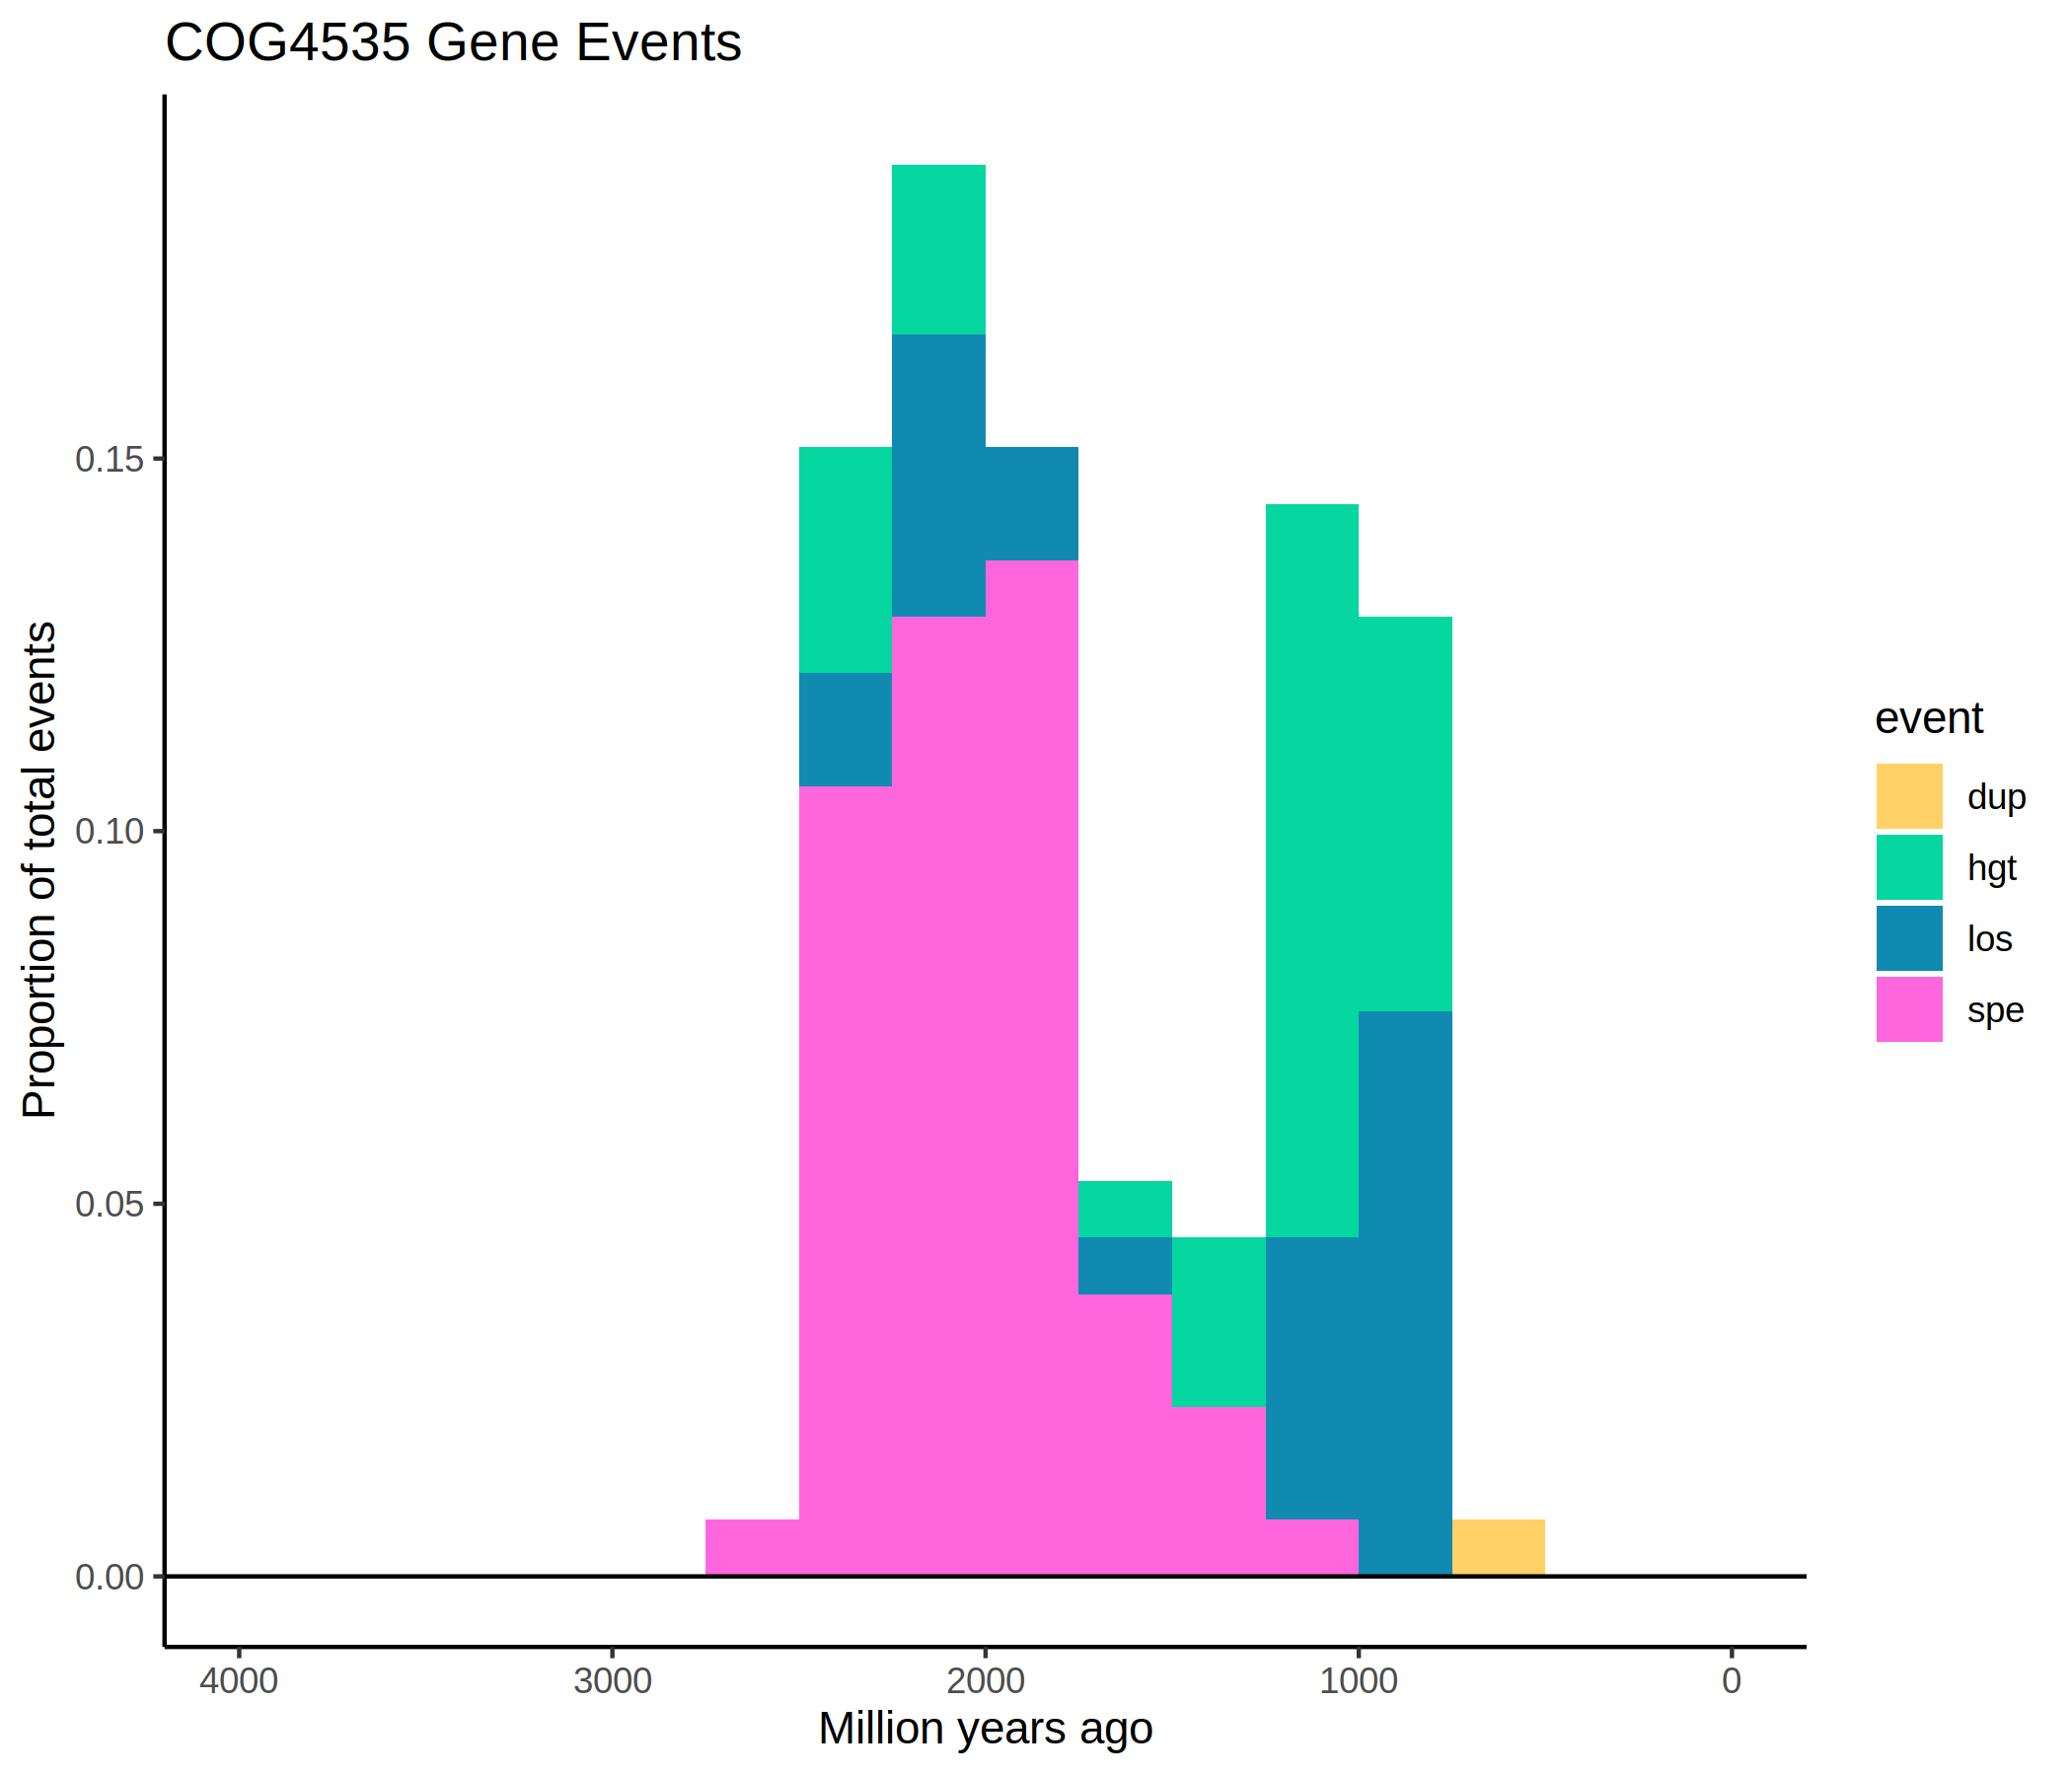 COG4535 Gene Events
Proportion of total events
0.15
0.10
0.05
0.00
4000 3000 2000 1000 0
Million years ago
event
dup
hgt
los
spe